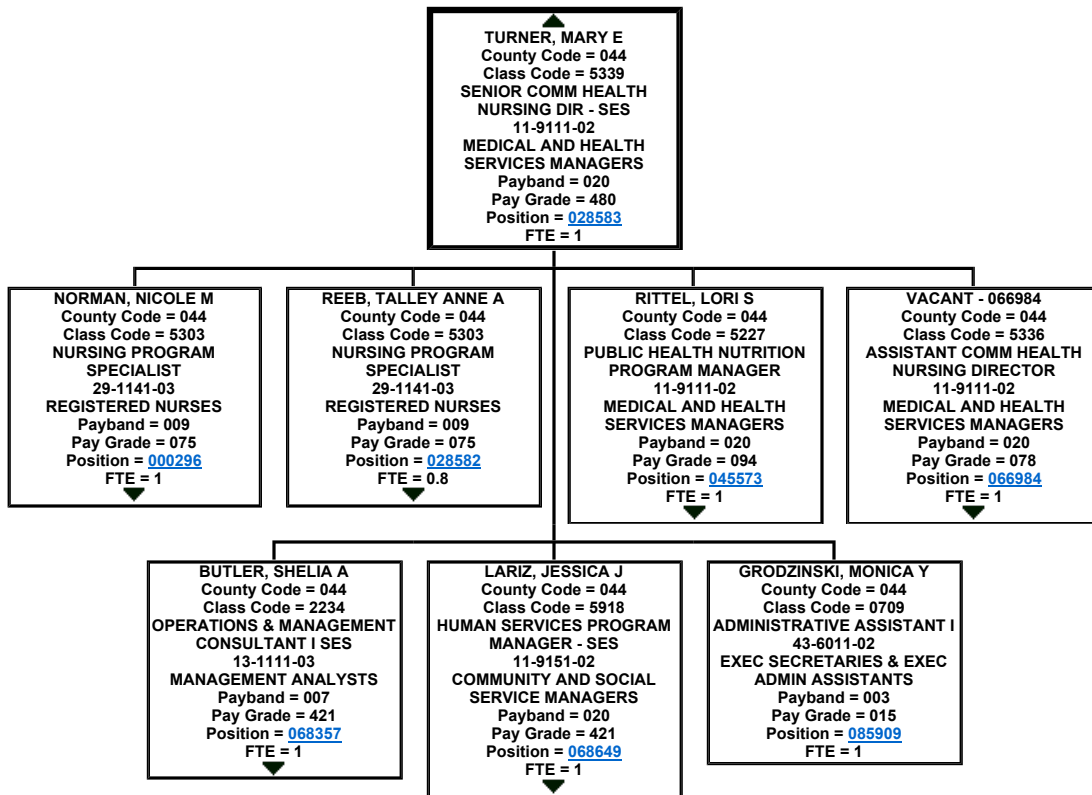 TURNER, MARY E
County Code = 044
Class Code = 5339
SENIOR COMM HEALTH
NURSING DIR - SES
11-9111-02
MEDICAL AND HEALTH
SERVICES MANAGERS
Payband = 020
Pay Grade = 480
Position = 028583
FTE = 1
NORMAN, NICOLE M
County Code = 044
Class Code = 5303
NURSING PROGRAM
SPECIALIST
29-1141-03
REGISTERED NURSES
Payband = 009
Pay Grade = 075
Position = 000296
FTE = 1
REEB, TALLEY ANNE A
County Code = 044
Class Code = 5303
NURSING PROGRAM
SPECIALIST
29-1141-03
REGISTERED NURSES
Payband = 009
Pay Grade = 075
Position = 028582
FTE = 0.8
RITTEL, LORI S
County Code = 044
Class Code = 5227
PUBLIC HEALTH NUTRITION
PROGRAM MANAGER
11-9111-02
MEDICAL AND HEALTH
SERVICES MANAGERS
Payband = 020
Pay Grade = 094
Position = 045573
FTE = 1
VACANT - 066984
County Code = 044
Class Code = 5336
ASSISTANT COMM HEALTH
NURSING DIRECTOR
11-9111-02
MEDICAL AND HEALTH
SERVICES MANAGERS
Payband = 020
Pay Grade = 078
Position = 066984
FTE = 1
BUTLER, SHELIA A
County Code = 044
Class Code = 2234
OPERATIONS & MANAGEMENT
CONSULTANT I SES
13-1111-03
MANAGEMENT ANALYSTS
Payband = 007
Pay Grade = 421
Position = 068357
FTE = 1
LARIZ, JESSICA J
County Code = 044
Class Code = 5918
HUMAN SERVICES PROGRAM
MANAGER - SES
11-9151-02
COMMUNITY AND SOCIAL
SERVICE MANAGERS
Payband = 020
Pay Grade = 421
Position = 068649
FTE = 1
GRODZINSKI, MONICA Y
County Code = 044
Class Code = 0709
ADMINISTRATIVE ASSISTANT I
43-6011-02
EXEC SECRETARIES & EXEC
ADMIN ASSISTANTS
Payband = 003
Pay Grade = 015
Position = 085909
FTE = 1